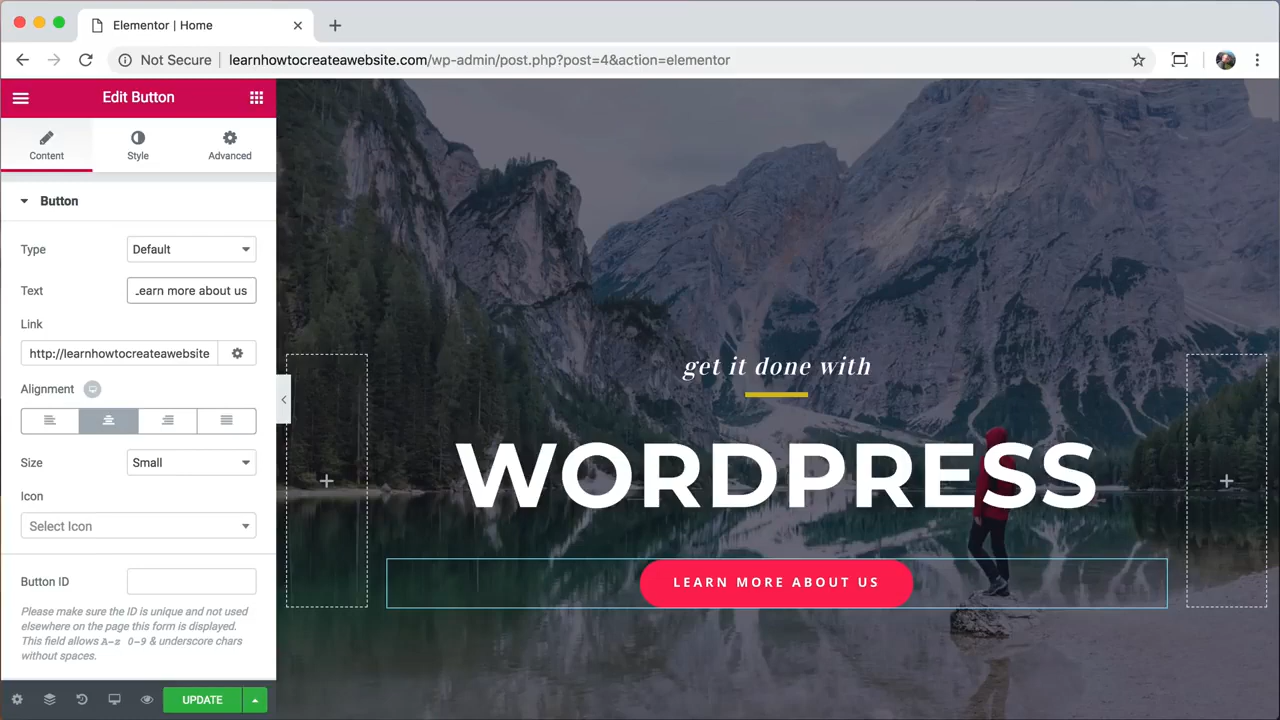 Elementor | Home
Not Secure
learnhowtocreateawebsite.com/wp-admin/post.php?post=4&action=elementor
Edit Button
Content
Style
Advanced
Button
Type
Default
Text
Learn more about us
Link
http://learnhowtocreateawebsite
Alignment
Size
Small
Icon
Select Icon
Button ID
Please make sure the ID is unique and not used
elsewhere on the page this form is displayed.
This field allows A-z 0-9 & underscore chars
without spaces.
UPDATE
get it done with
WORDPRESS
LEARN MORE ABOUT US